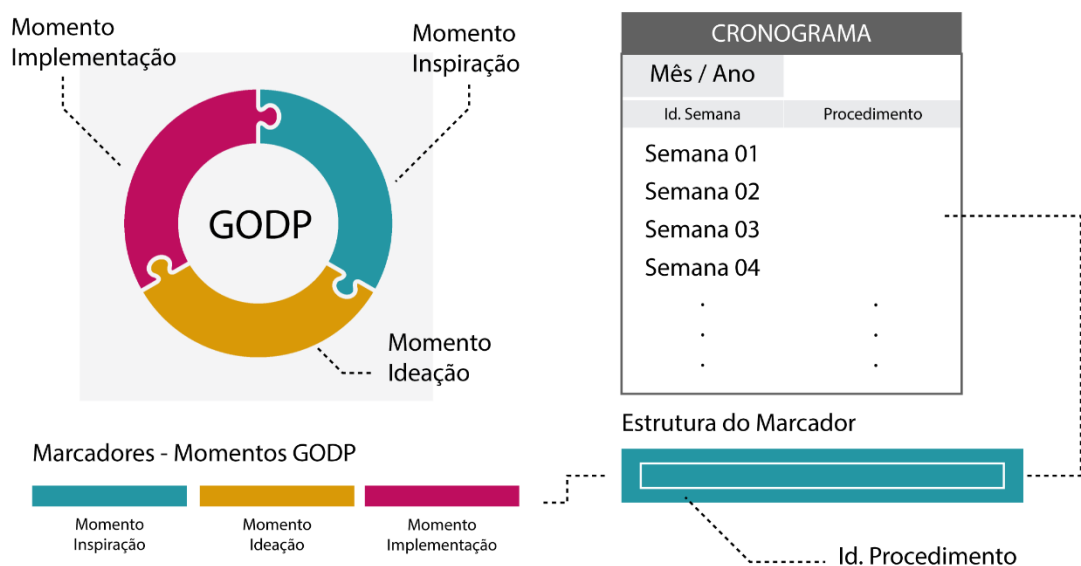 Momento
Implementação
Momento
Inspiração
GODP
Momento
Ideação
CRONOGRAMA
Mês / Ano
Id. Semana
Procedimento
Semana 01
Semana 02
Semana 03
Semana 04
Marcadores - Momentos GODP
Momento
Inspiração
Momento
Ideação
Momento
Implementação
Estrutura do Marcador
Id. Procedimento